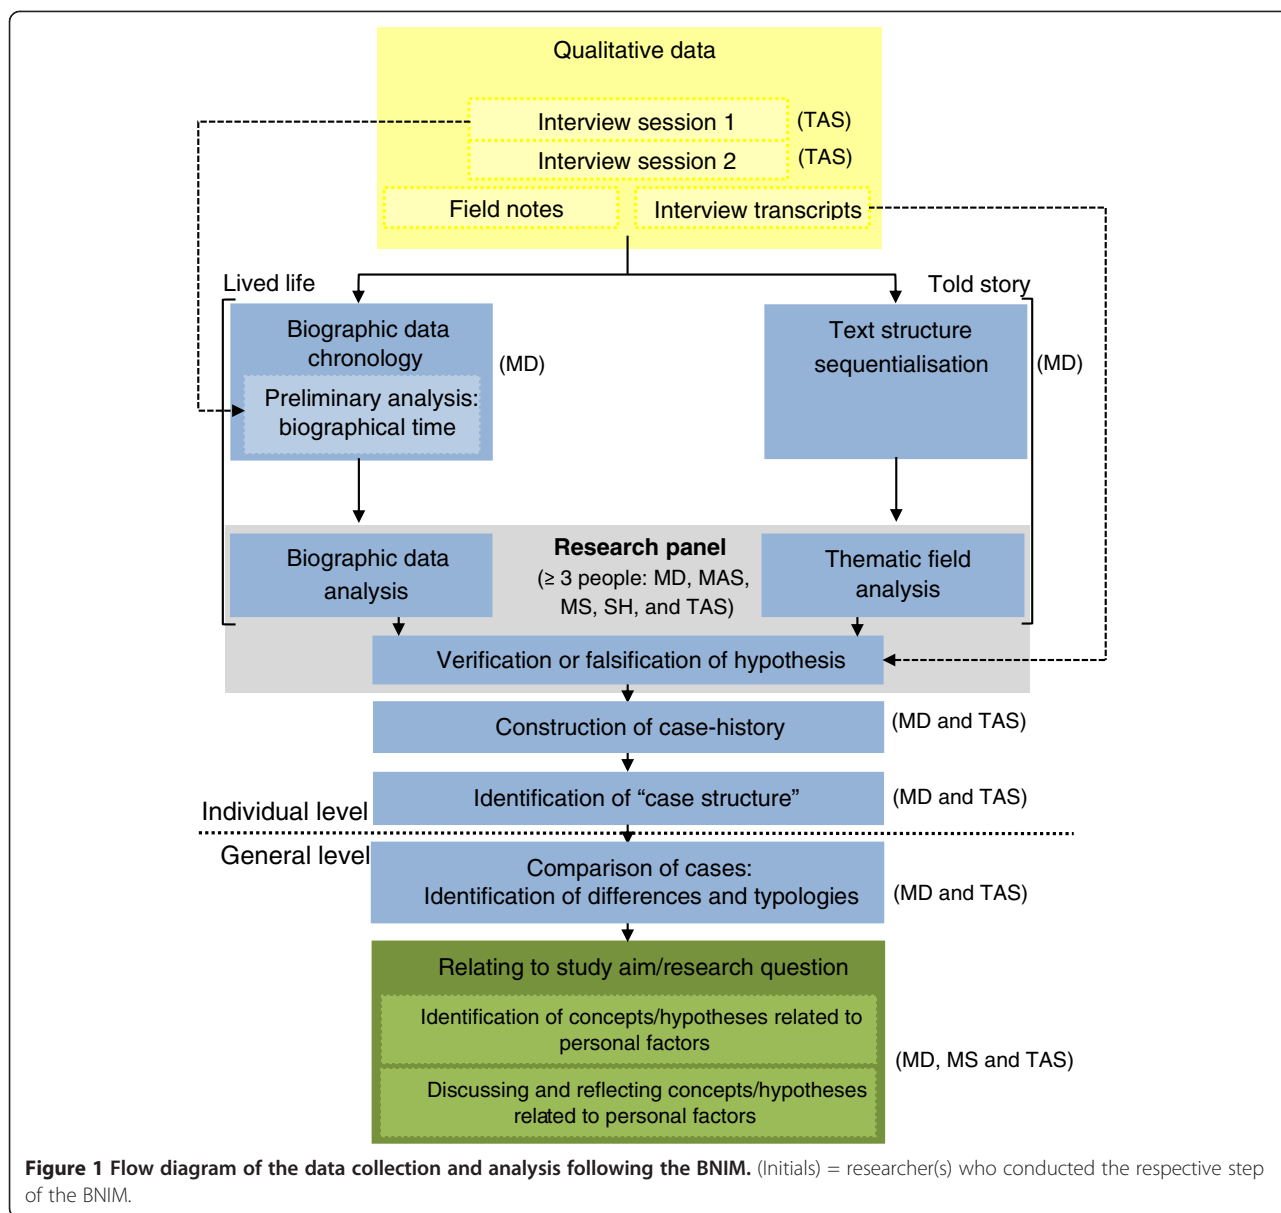 Qualitative data
Interview session 1
(TAS)
Interview session 2
(TAS)
Field notes
Interview transcripts
Lived life
Told story
Biographic data
chronology
(MD)
Preliminary analysis:
biographical time
Text structure
sequentialisation
(MD)
Biographic data
analysis
Research panel
(≥ 3 people: MD, MAS,
MS, SH, and TAS)
Thematic field
analysis
Verification or falsification of hypothesis
Construction of case-history
(MD and TAS)
Identification of “case structure”
(MD and TAS)
Individual level
General level
Comparison of cases:
Identification of differences and typologies
(MD and TAS)
Relating to study aim/research question
Identification of concepts/hypotheses related to
personal factors
(MD, MS and TAS)
Discussing and reflecting concepts/hypotheses
related to personal factors
Figure 1 Flow diagram of the data collection and analysis following the BNIM. (Initials) = researcher(s) who conducted the respective step
of the BNIM.